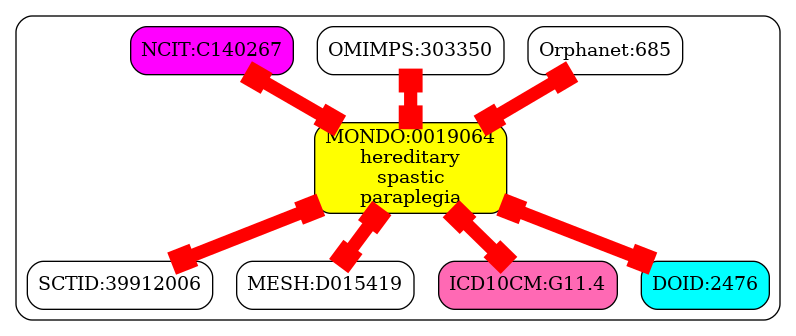 NCIT:C140267
OMIMPS:303350
Orphanet:685
MONDO:0019064
hereditary
spastic
paraplegia
SCTID:39912006
MESH:D015419
ICD10CM:G11.4
DOID:2476